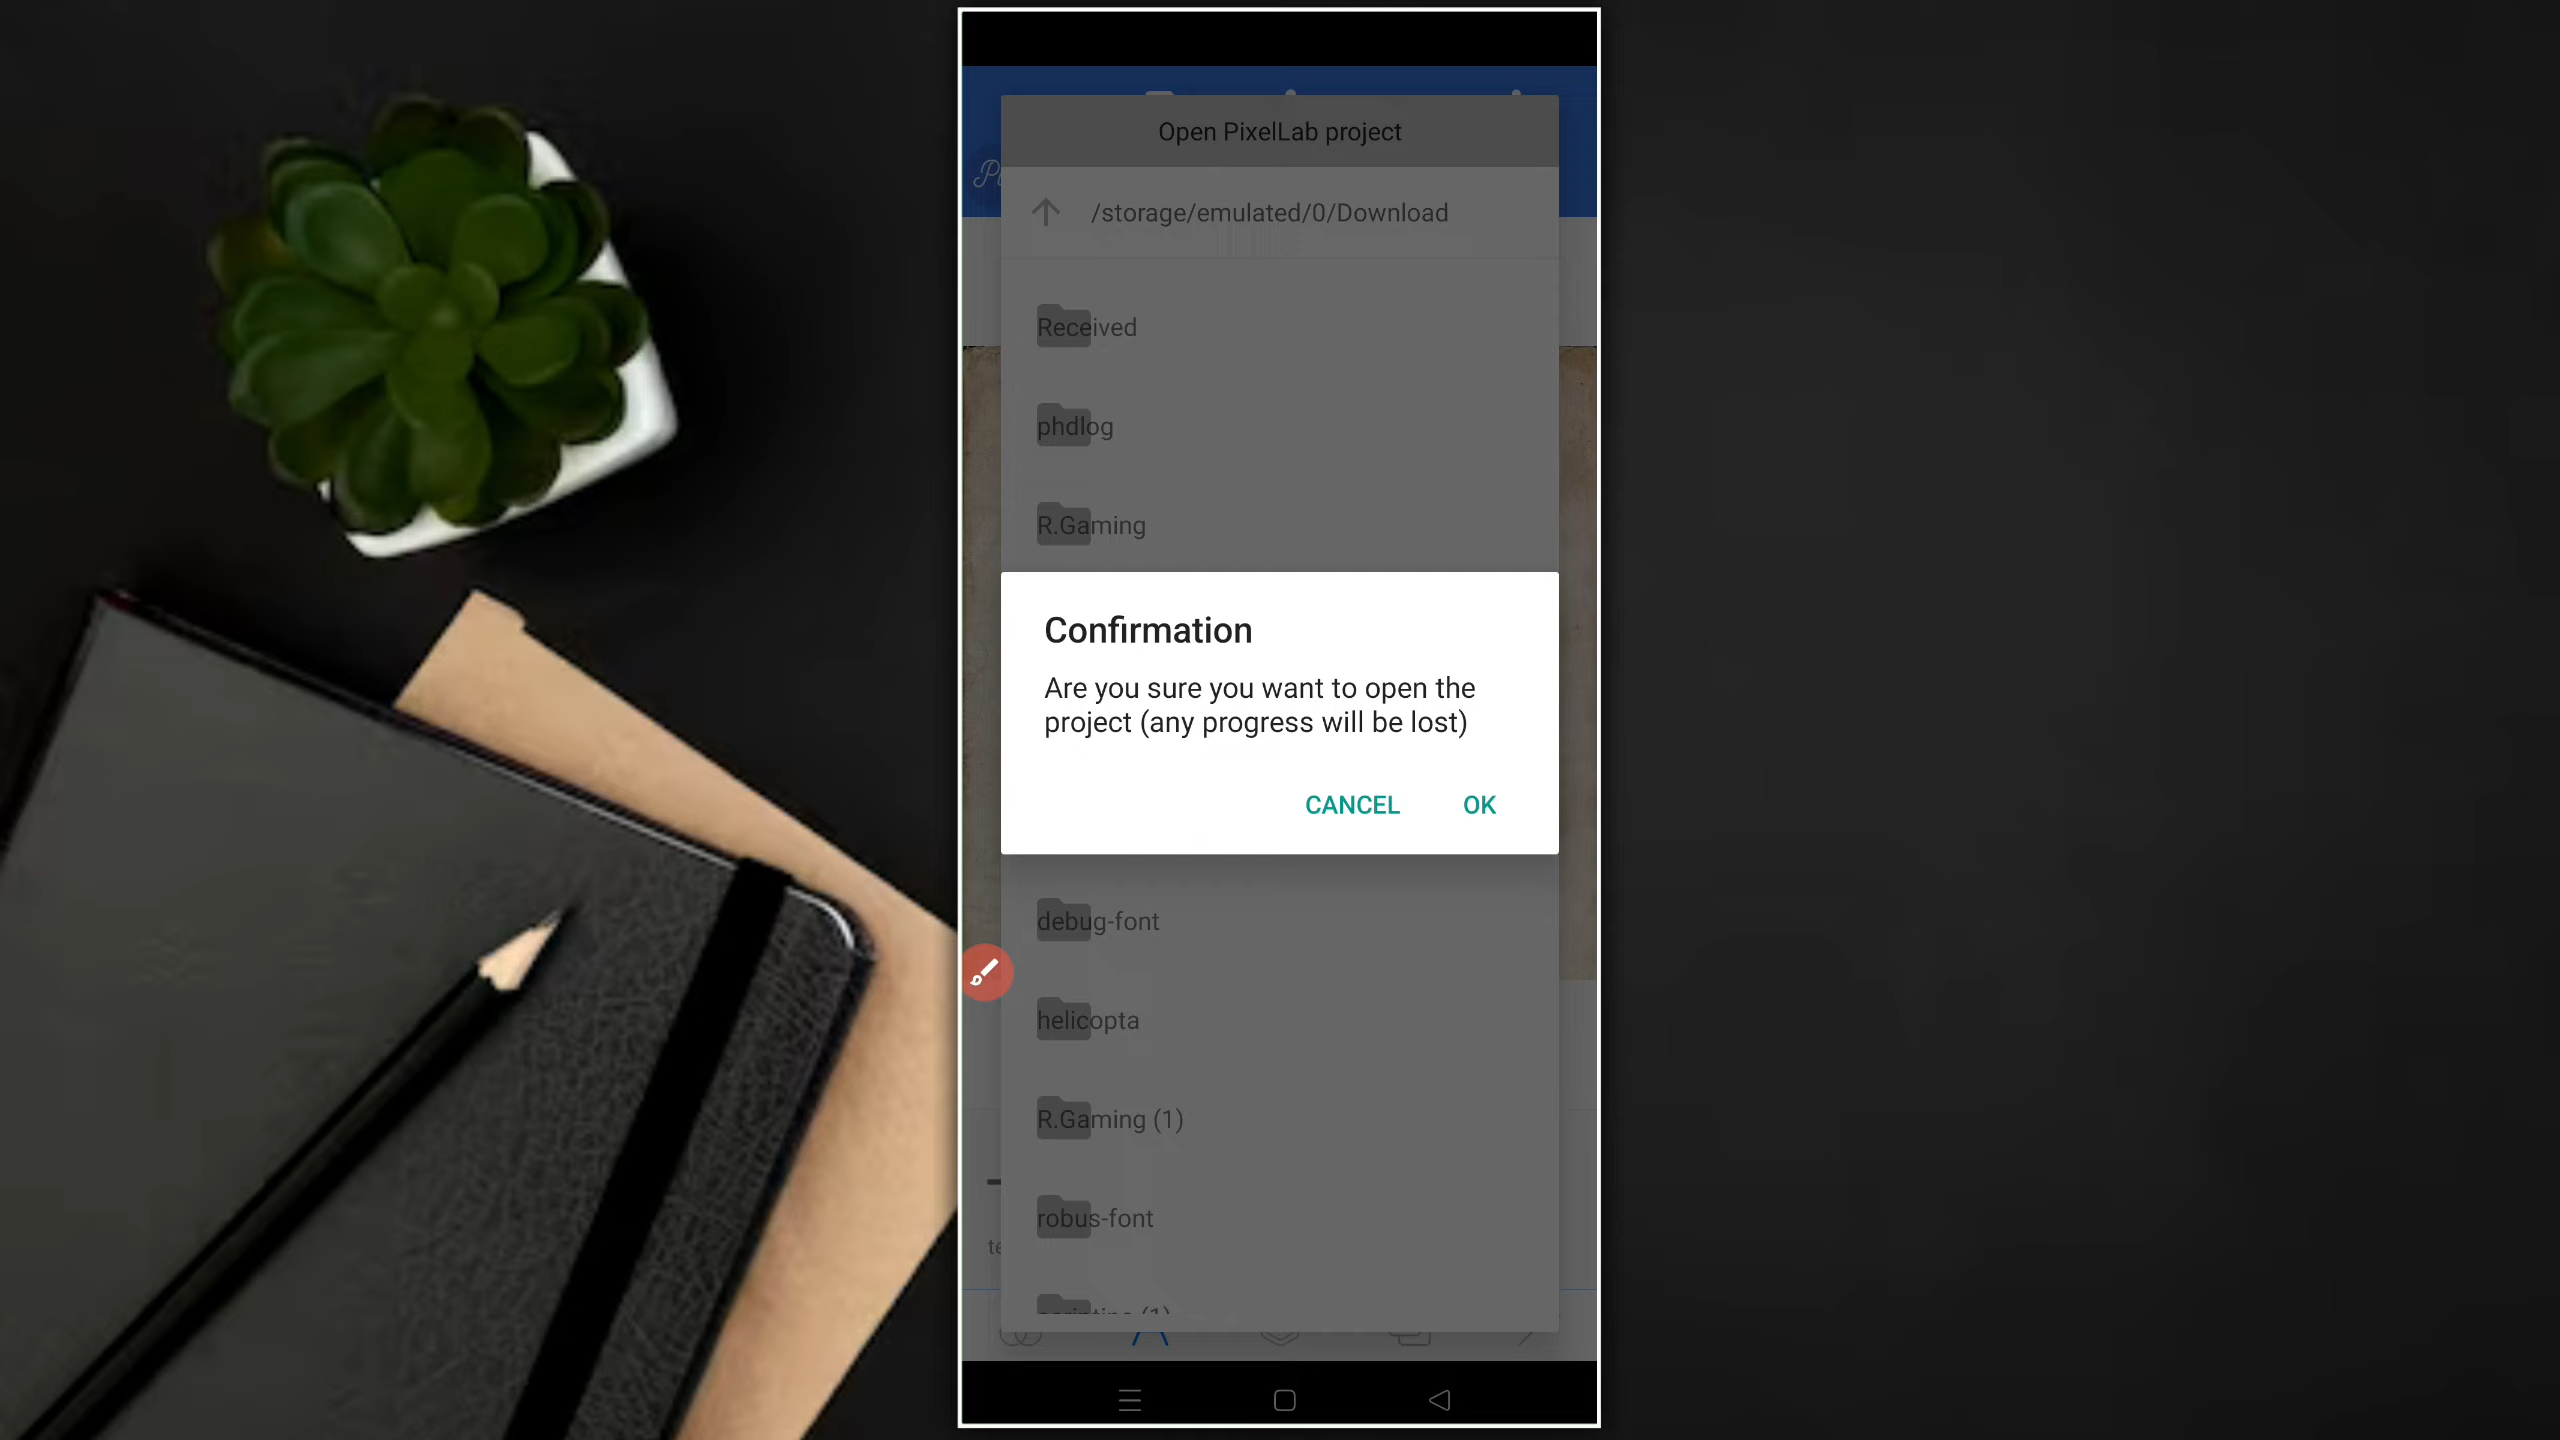 Open PixelLab project
/storage/emulated/0/Download
Received
phdlog
R.Gaming
Confirmation
Are you sure you want to open the
project (any progress will be lost)
CANCEL OK
debug-font
helicopta
R.Gaming (1)
robus-font